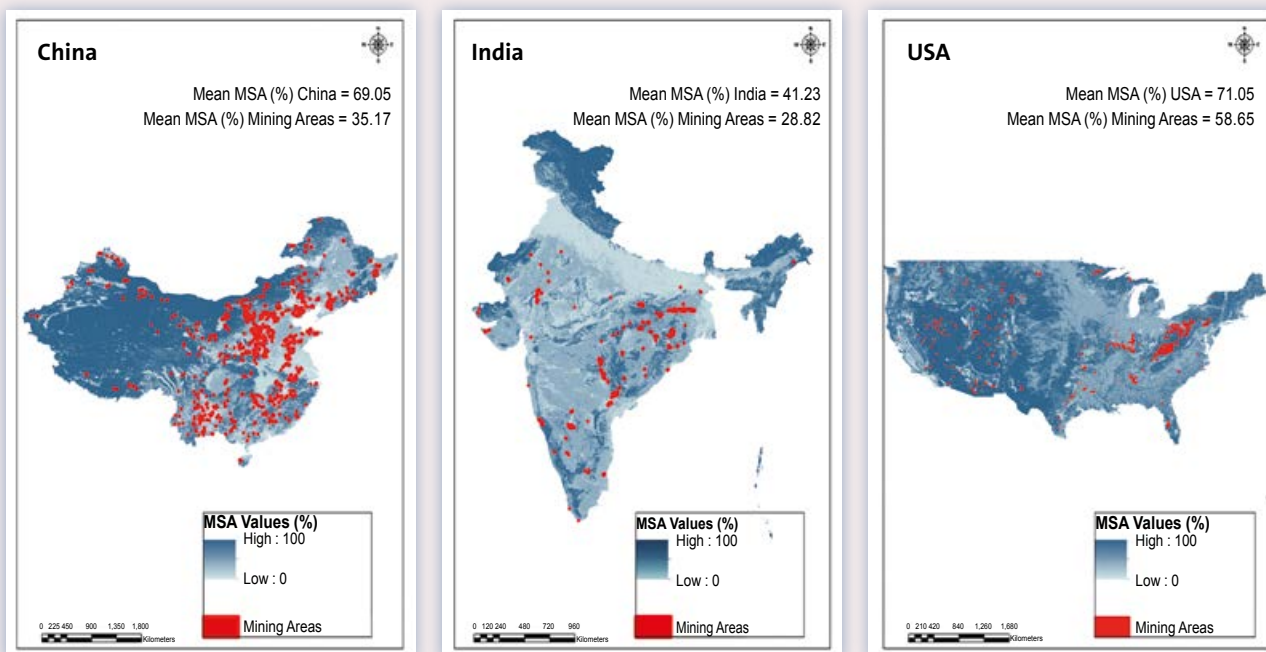 China
Mean MSA (%) China = 69.05
Mean MSA (%) Mining Areas = 35.17
MSA Values (%)
High : 100
Low : 0
Mining Areas
0 225 450 900 1,350 1,800
Kilometers
India
Mean MSA (%) India = 41.23
Mean MSA (%) Mining Areas = 28.82
MSA Values (%)
High : 100
Low : 0
Mining Areas
0 120 240 480 720 960
Kilometers
USA
Mean MSA (%) USA = 71.05
Mean MSA (%) Mining Areas = 58.65
MSA Values (%)
High : 100
Low : 0
Mining Areas
0 210 420 840 1,260 1,680
Kilometers